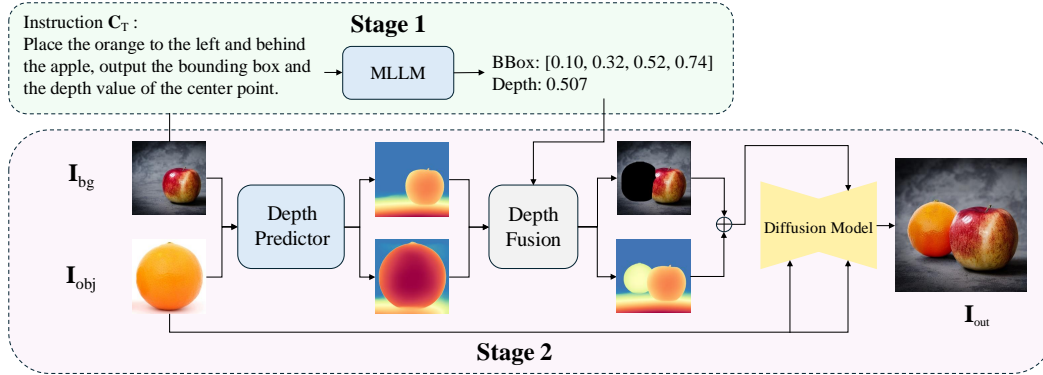 Stage 1
Instruction C_T :
Place the orange to the left and behind
the apple, output the bounding box and
the depth value of the center point.
MLLM
BBox: [0.10, 0.32, 0.52, 0.74]
Depth: 0.507
I_bg
I_obj
Depth
Predictor
Depth
Fusion
Diffusion Model
I_out
Stage 2